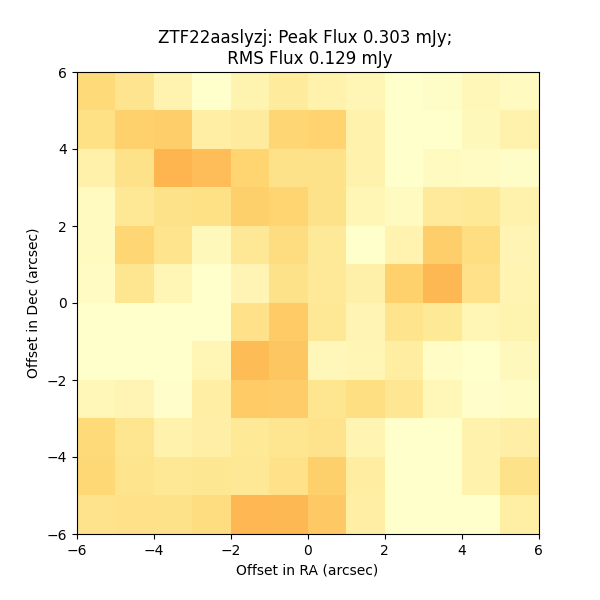 ZTF22aaslyzj: Peak Flux 0.303 mJy;
RMS Flux 0.129 mJy
6
4
2
0
−2
−4
−6
Offset in Dec (arcsec)
−6 −4 −2 0 2 4 6
Offset in RA (arcsec)